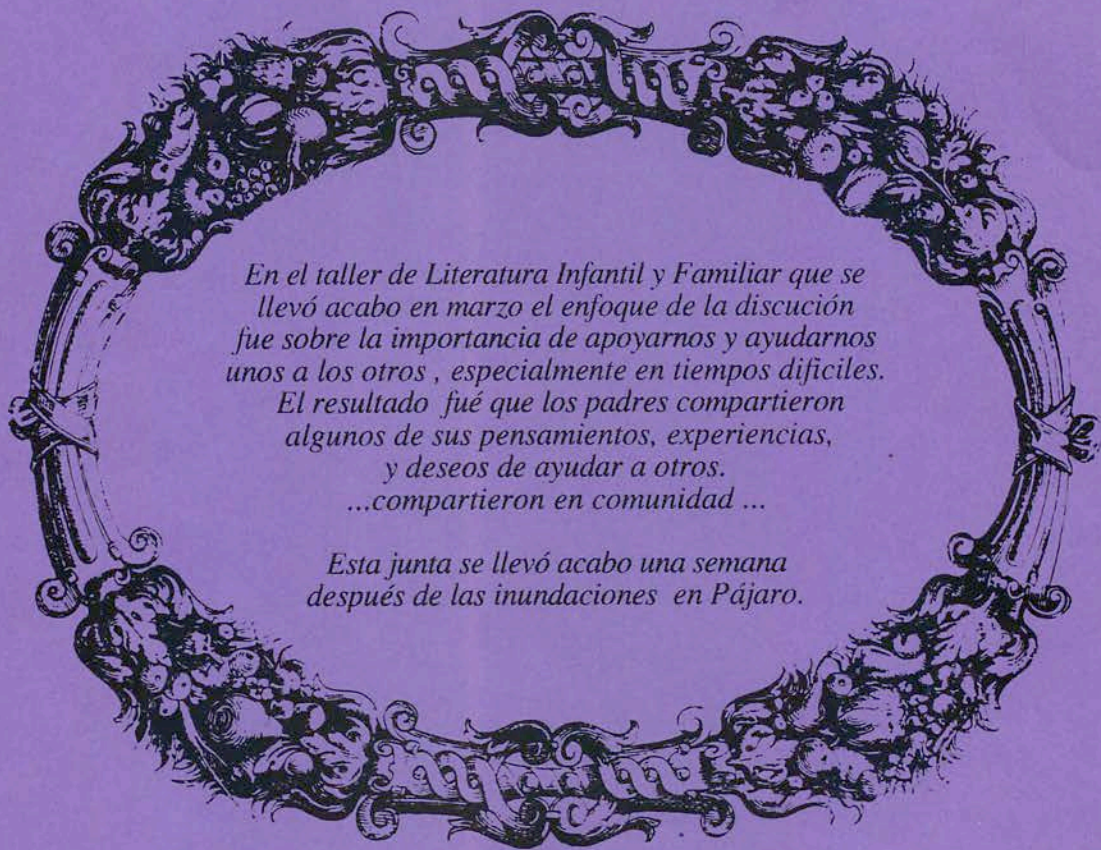 En el taller de Literatura Infantil y Familiar que se
llevó acabo en marzo el enfoque de la discución
fue sobre la importancia de apoyarnos y ayudarnos
unos a los otros , especialmente en tiempos dificiles.
El resultado fué que los padres compartieron
algunos de sus pensamientos, experiencias,
y deseos de ayudar a otros.
...compartieron en comunidad ...
Esta junta se llevó acabo una semana
después de las inundaciones en Pájaro.